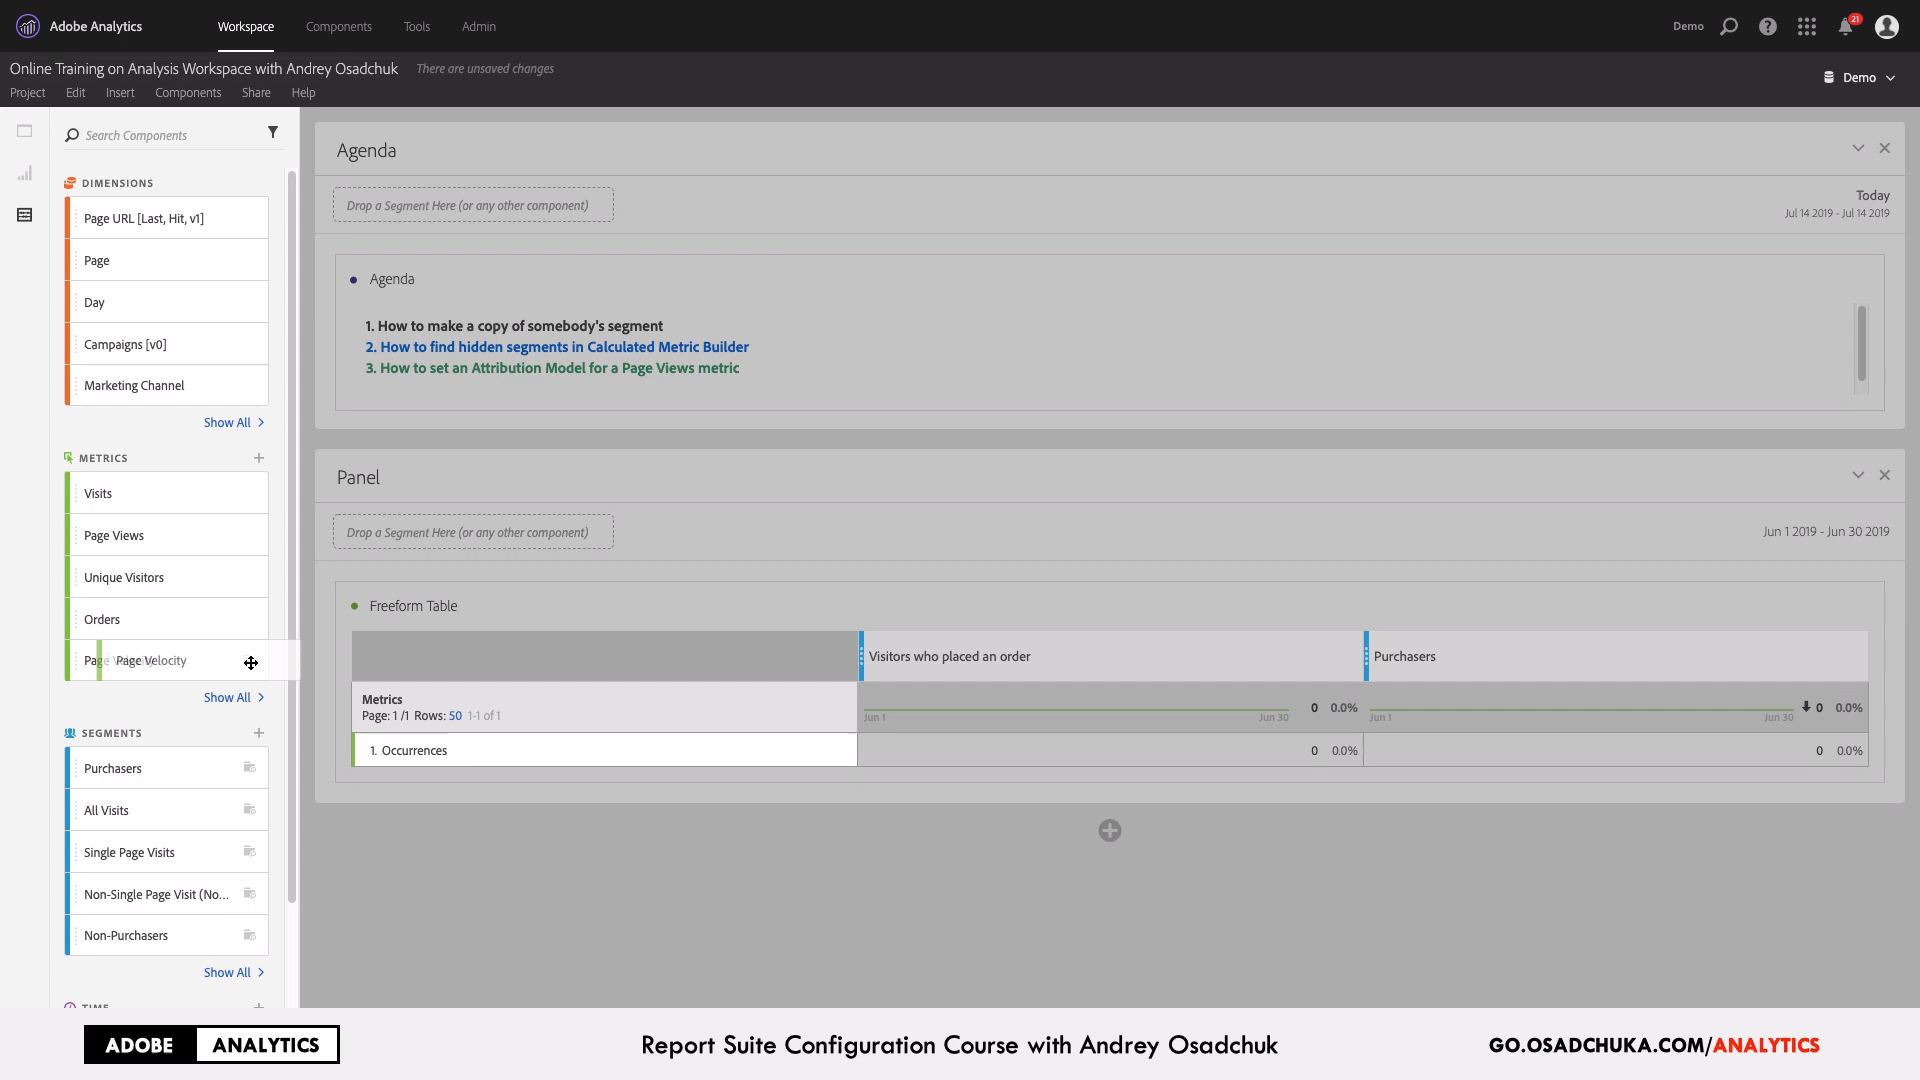 Adobe Analytics
Workspace
Components
Tools
Admin
Demo
21
Online Training on Analysis Workspace with Andrey Osadchuk
There are unsaved changes
Project
Edit
Insert
Components
Share
Help
Demo
Search Components
DIMENSIONS
Page URL [Last, Hit, v1]
Page
Day
Campaigns [v0]
Marketing Channel
Show All
METRICS
Visits
Page Views
Unique Visitors
Orders
Page Velocity
Page Velocity
Show All
SEGMENTS
Purchasers
All Visits
Single Page Visits
Non-Single Page Visit (No...
Non-Purchasers
Show All
TIME
Agenda
Drop a Segment Here (or any other component)
Today
Jul 14 2019 - Jul 14 2019
Agenda
1. How to make a copy of somebody's segment
2. How to find hidden segments in Calculated Metric Builder
3. How to set an Attribution Model for a Page Views metric
Panel
Drop a Segment Here (or any other component)
Jun 1 2019 - Jun 30 2019
Freeform Table
Visitors who placed an order
Purchasers
Metrics
Page: 1 /1 Rows: 50 1-1 of 1
Jun 1
Jun 30
0 0.0%
Jun 1
Jun 30
0 0.0%
1. Occurrences
0 0.0%
0 0.0%
ADOBE ANALYTICS
Report Suite Configuration Course with Andrey Osadchuk
GO.OSADCHUKA.COM/ANALYTICS